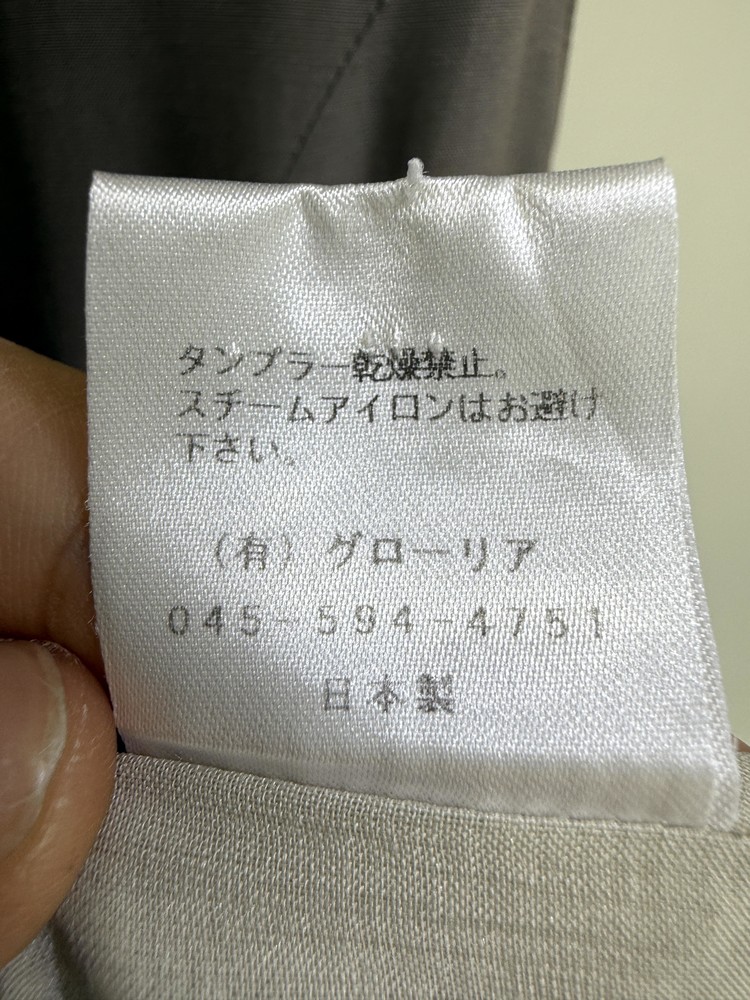 タンブラー乾燥禁止。
スチームアイロンはお避け
下さい。
(有)グローリア
045-594-4751
日本製